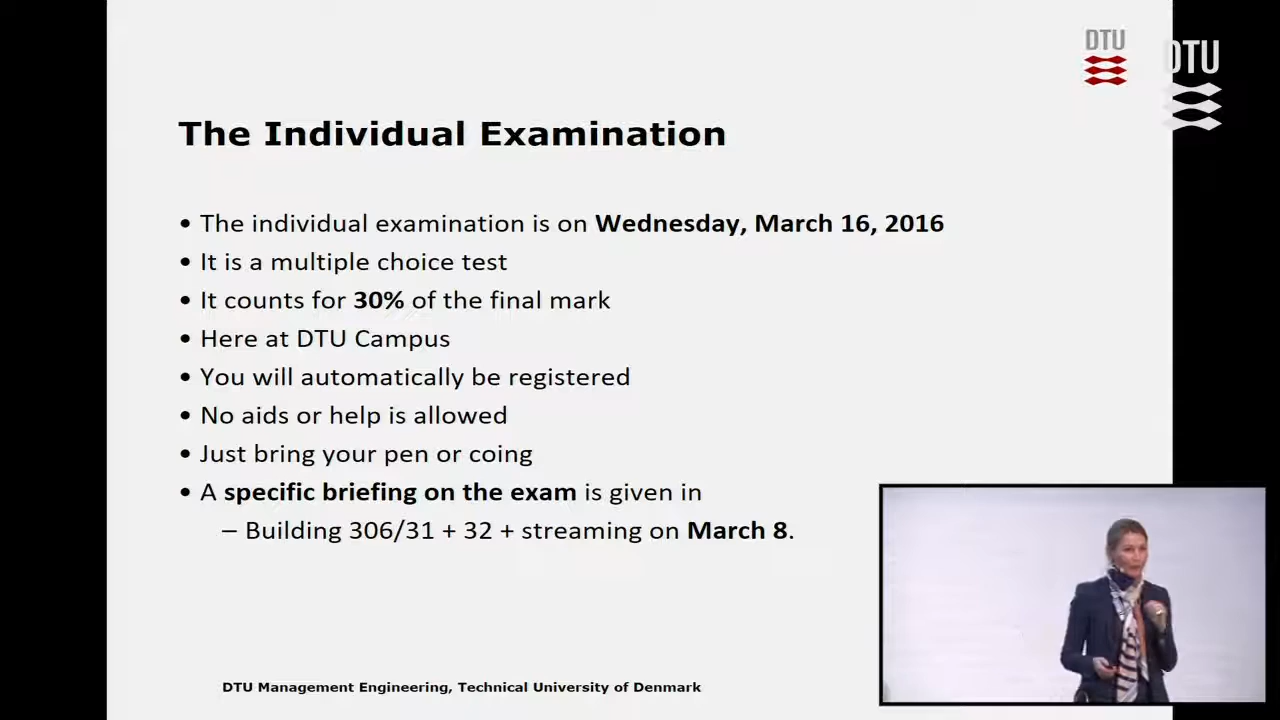 DTU
DTU
The Individual Examination
• The individual examination is on Wednesday, March 16, 2016
• It is a multiple choice test
• It counts for 30% of the final mark
• Here at DTU Campus
• You will automatically be registered
• No aids or help is allowed
• Just bring your pen or coing
• A specific briefing on the exam is given in
– Building 306/31 + 32 + streaming on March 8.
DTU Management Engineering, Technical University of Denmark